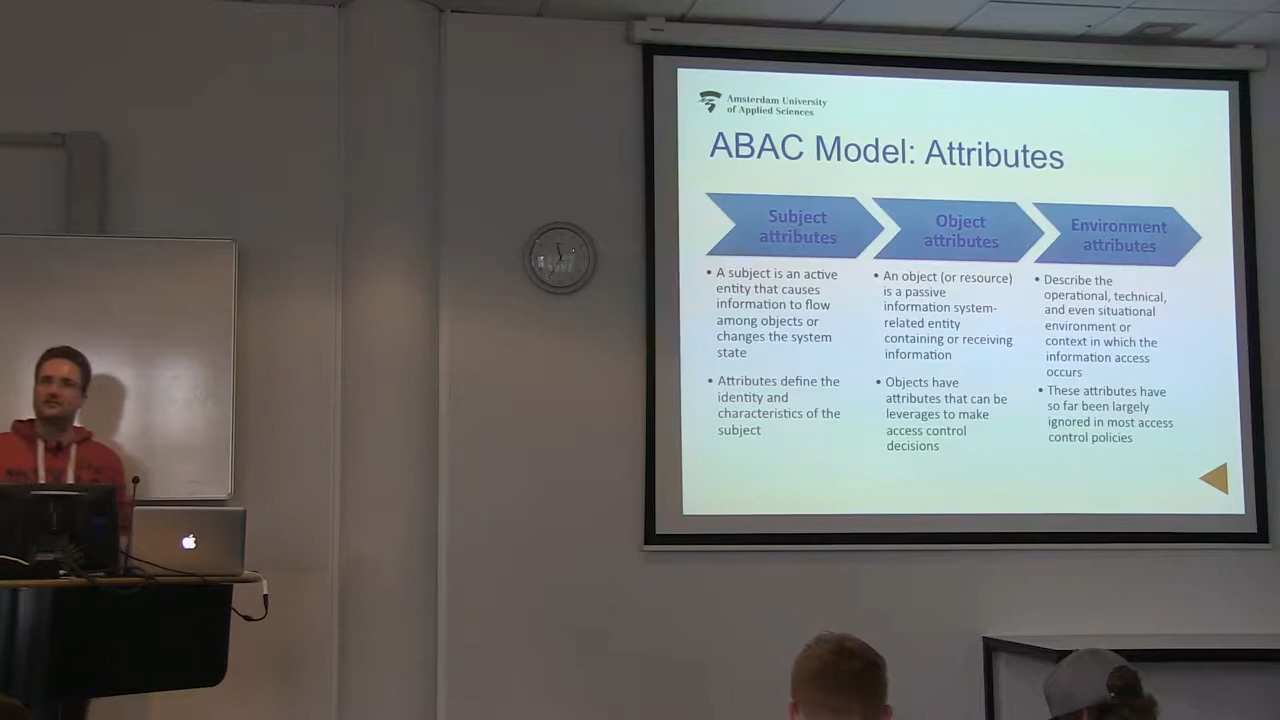 Amsterdam University
of Applied Sciences
ABAC Model: Attributes
Subject
attributes
• A subject is an active
entity that causes
information to flow
among objects or
changes the system
state
• Attributes define the
identity and
characteristics of the
subject
Object
attributes
• An object (or resource)
is a passive
information system-
related entity
containing or receiving
information
• Objects have
attributes that can be
leverages to make
access control
decisions
Environment
attributes
• Describe the
operational, technical,
and even situational
environment or
context in which the
information access
occurs
• These attributes have
so far been largely
ignored in most access
control policies